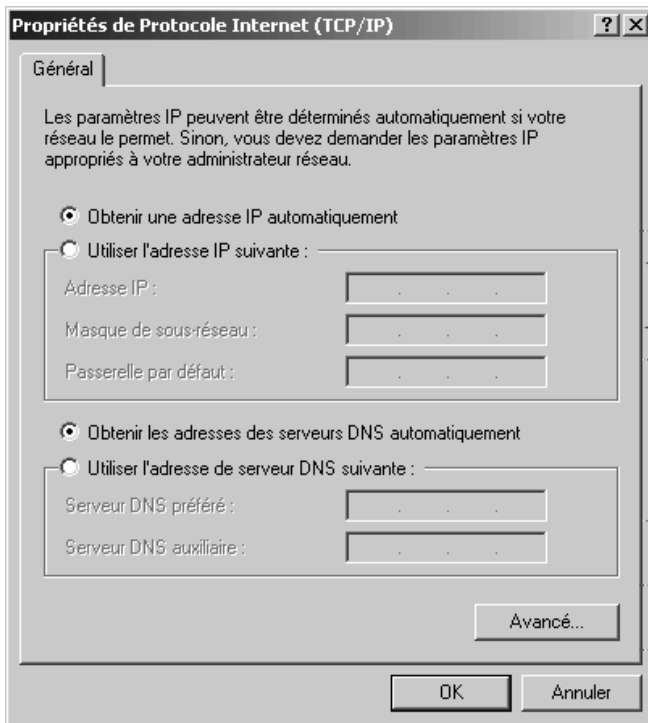 Propriétés de Protocole Internet (TCP/IP)
Général
Les paramètres IP peuvent être déterminés automatiquement si votre
réseau le permet. Sinon, vous devez demander les paramètres IP
appropriés à votre administrateur réseau.
Obtenir une adresse IP automatiquement
Utiliser l'adresse IP suivante :
Adresse IP :
Masque de sous-réseau :
Passerelle par défaut :
Obtenir les adresses des serveurs DNS automatiquement
Utiliser l'adresse de serveur DNS suivante :
Serveur DNS préféré :
Serveur DNS auxiliaire :
Avancé...
OK
Annuler